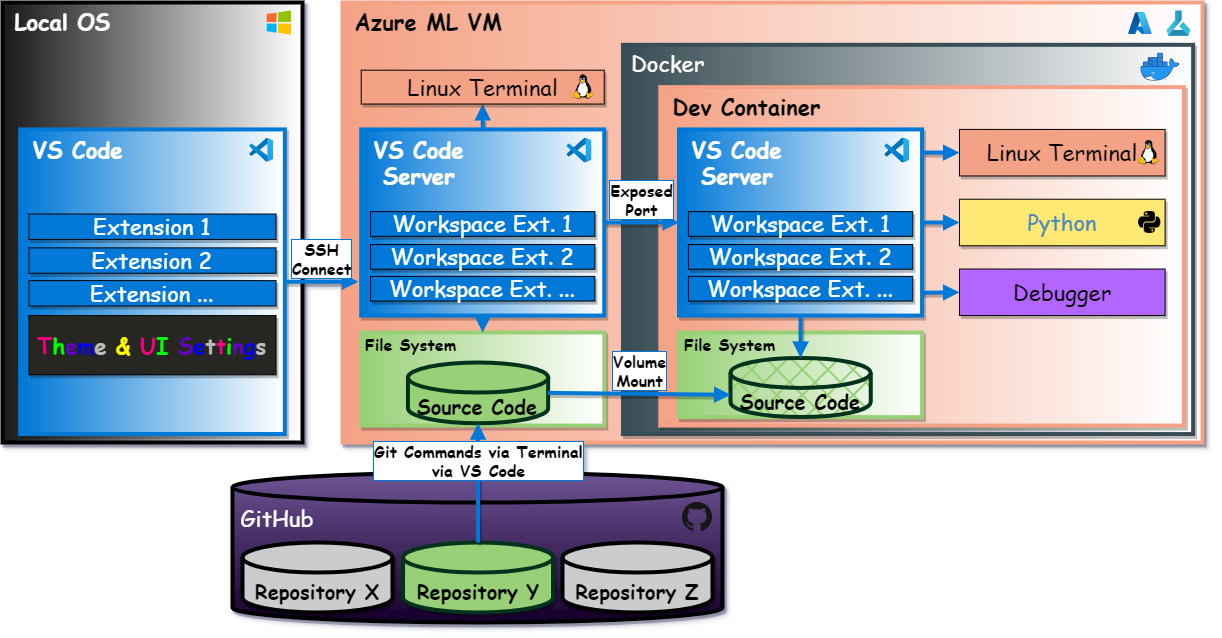 Local OS
VS Code
Extension 1
Extension 2
Extension ...
Theme & UI Settings
SSH
Connect
Azure ML VM
Linux Terminal
VS Code
Server
Workspace Ext. 1
Workspace Ext. 2
Workspace Ext. ...
File System
Source Code
Exposed
Port
Volume
Mount
Docker
Dev Container
VS Code
Server
Workspace Ext. 1
Workspace Ext. 2
Workspace Ext. ...
File System
Source Code
Linux Terminal
Python
Debugger
Git Commands via Terminal
via VS Code
GitHub
Repository X
Repository Y
Repository Z